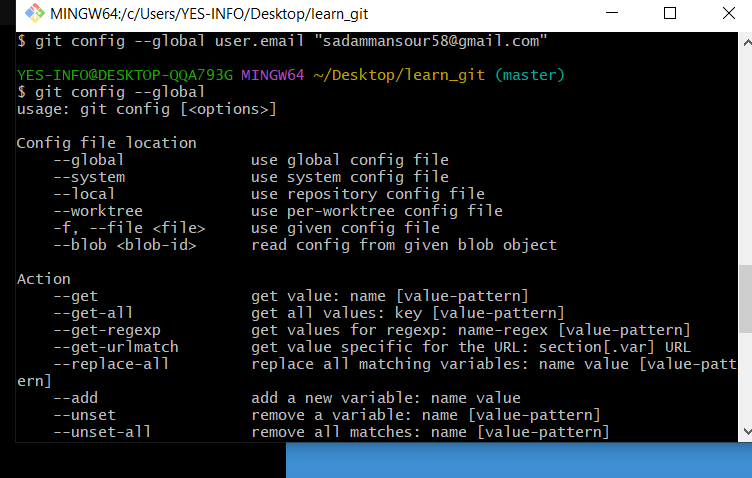 MINGW64:/c/Users/YES-INFO/Desktop/learn_git
$ git config --global user.email "sadammansour58@gmail.com"
YES-INFO@DESKTOP-QQA793G MINGW64 ~/Desktop/learn_git (master)
$ git config --global
usage: git config [<options>]
Config file location
    --global              use global config file
    --system              use system config file
    --local               use repository config file
    --worktree            use per-worktree config file
    -f, --file <file>     use given config file
    --blob <blob-id>      read config from given blob object
Action
    --get                 get value: name [value-pattern]
    --get-all             get all values: key [value-pattern]
    --get-regexp          get values for regexp: name-regex [value-pattern]
    --get-urlmatch        get value specific for the URL: section[.var] URL
    --replace-all         replace all matching variables: name value [value-patt
ern]
    --add                 add a new variable: name value
    --unset               remove a variable: name [value-pattern]
    --unset-all           remove all matches: name [value-pattern]